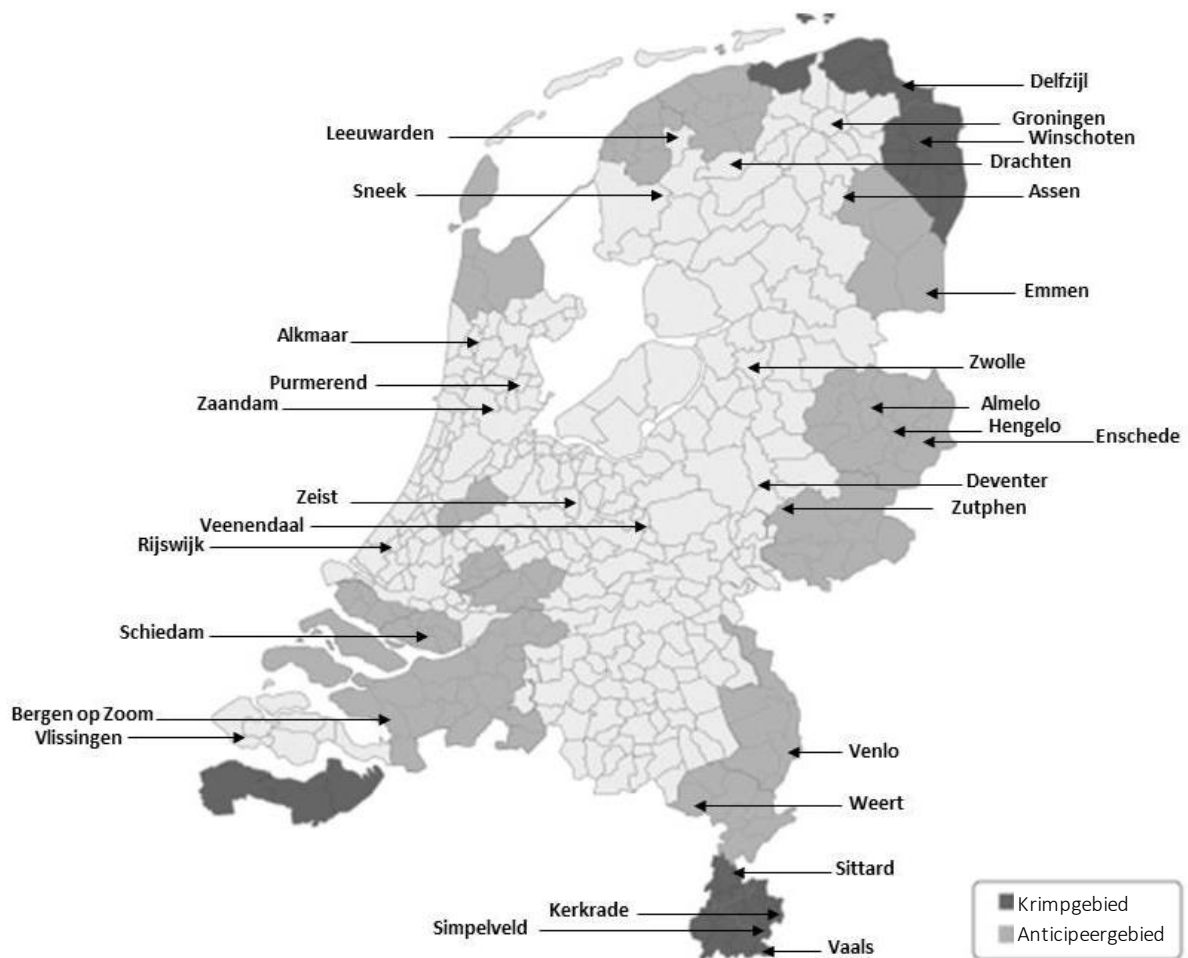 Delfzijl
Groningen
Leeuwarden
Winschoten
Drachten
Sneek
Assen
Emmen
Alkmaar
Zwolle
Purmerend
Zaandam
Almelo
Hengelo
Enschede
Deventer
Zeist
Zutphen
Veenendaal
Rijswijk
Schiedam
Bergen op Zoom
Vlissingen
Venlo
Weert
Sittard
Kerkrade
Simpelveld
Vaals
Krimpgebied
Anticipeergebied